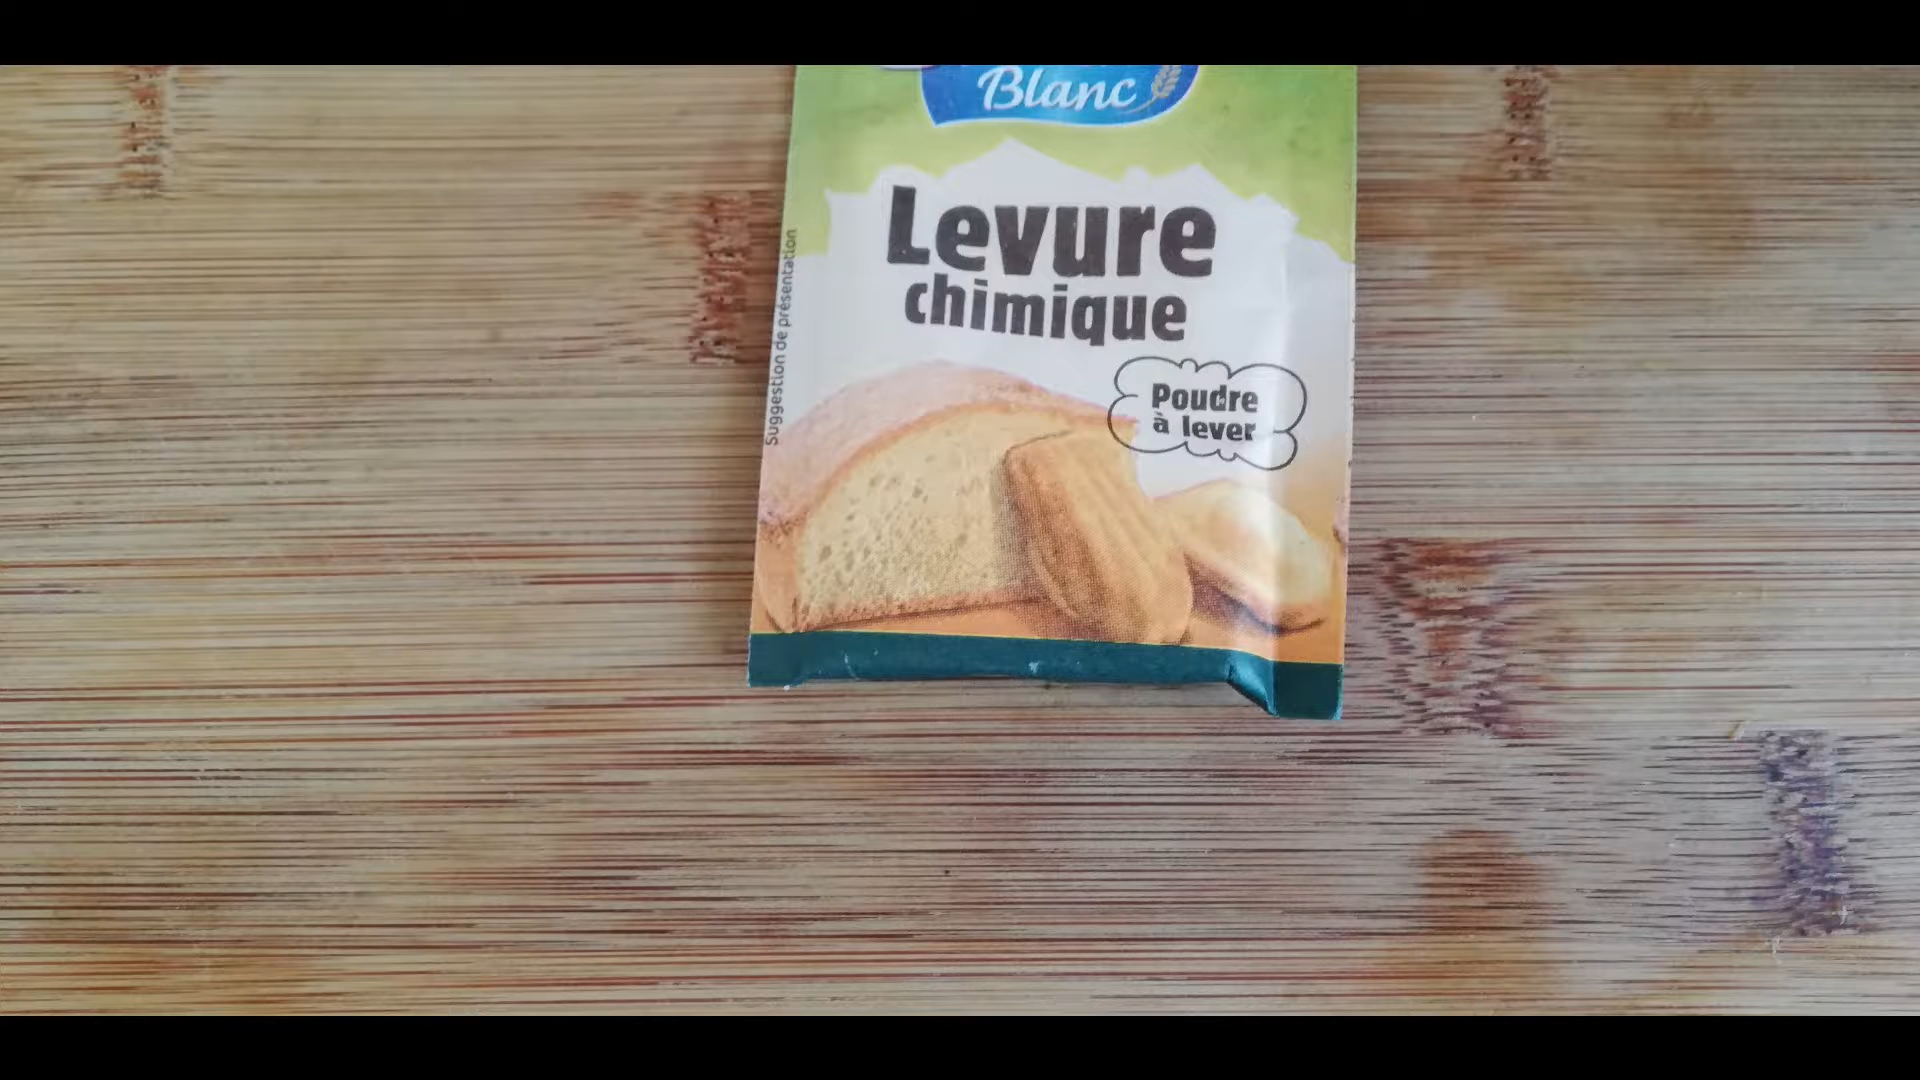 Blanc
Levure
chimique
Poudre
à lever
Suggestion de présentation